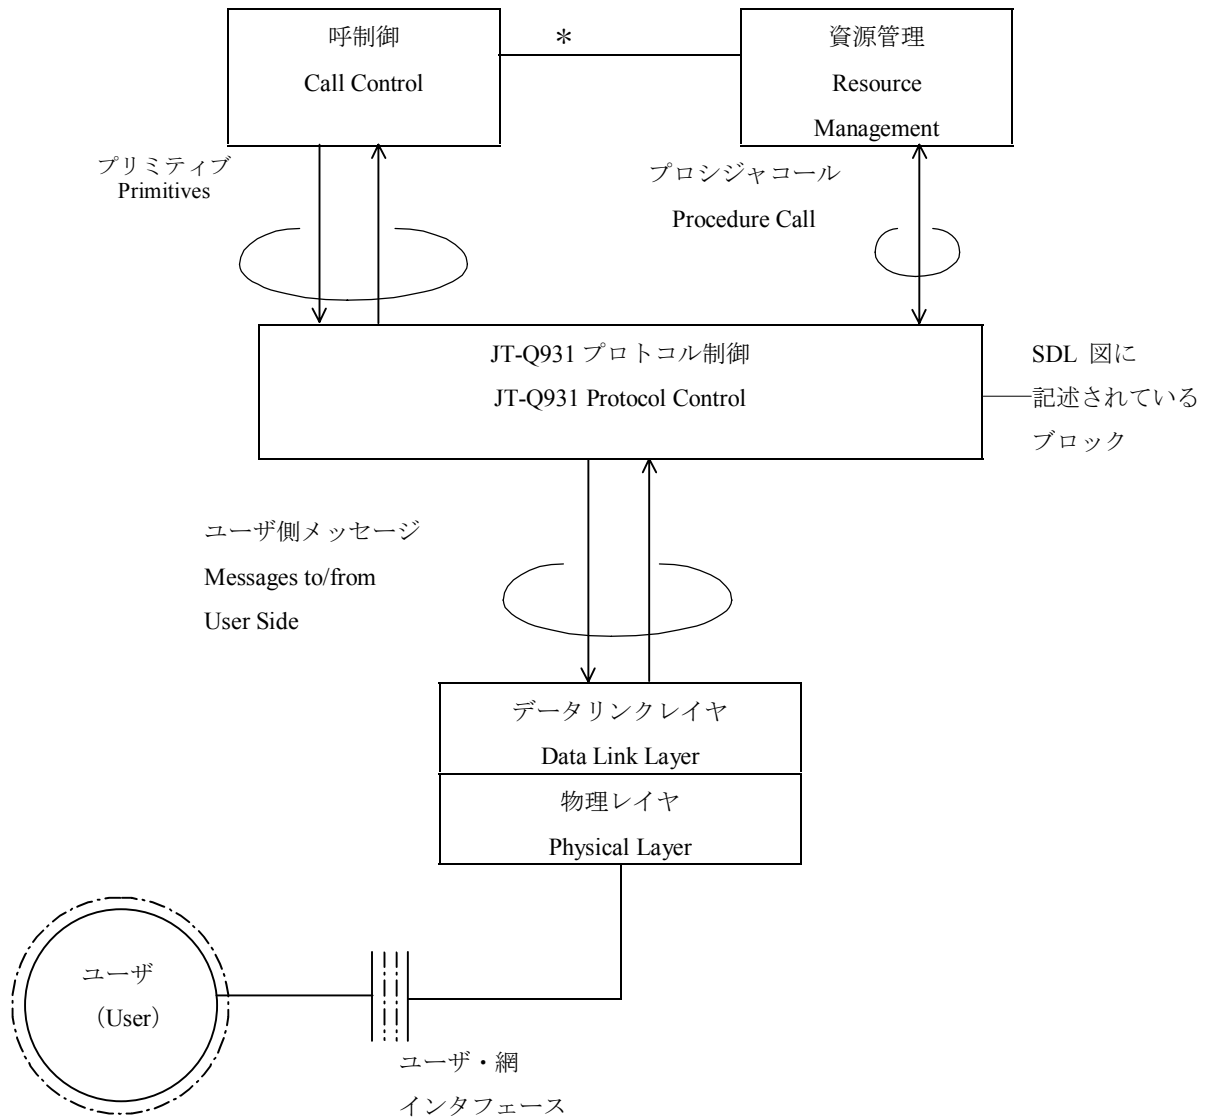 呼制御
Call Control
*
資源管理
Resource
Management
プリミティブ
Primitives
プロシジャコール
Procedure Call
JT-Q931 プロトコル制御
JT-Q931 Protocol Control
SDL 図に
記述されている
ブロック
ユーザ側メッセージ
Messages to/from
User Side
データリンクレイヤ
Data Link Layer
物理レイヤ
Physical Layer
ユーザ
（User）
ユーザ・網
インタフェース